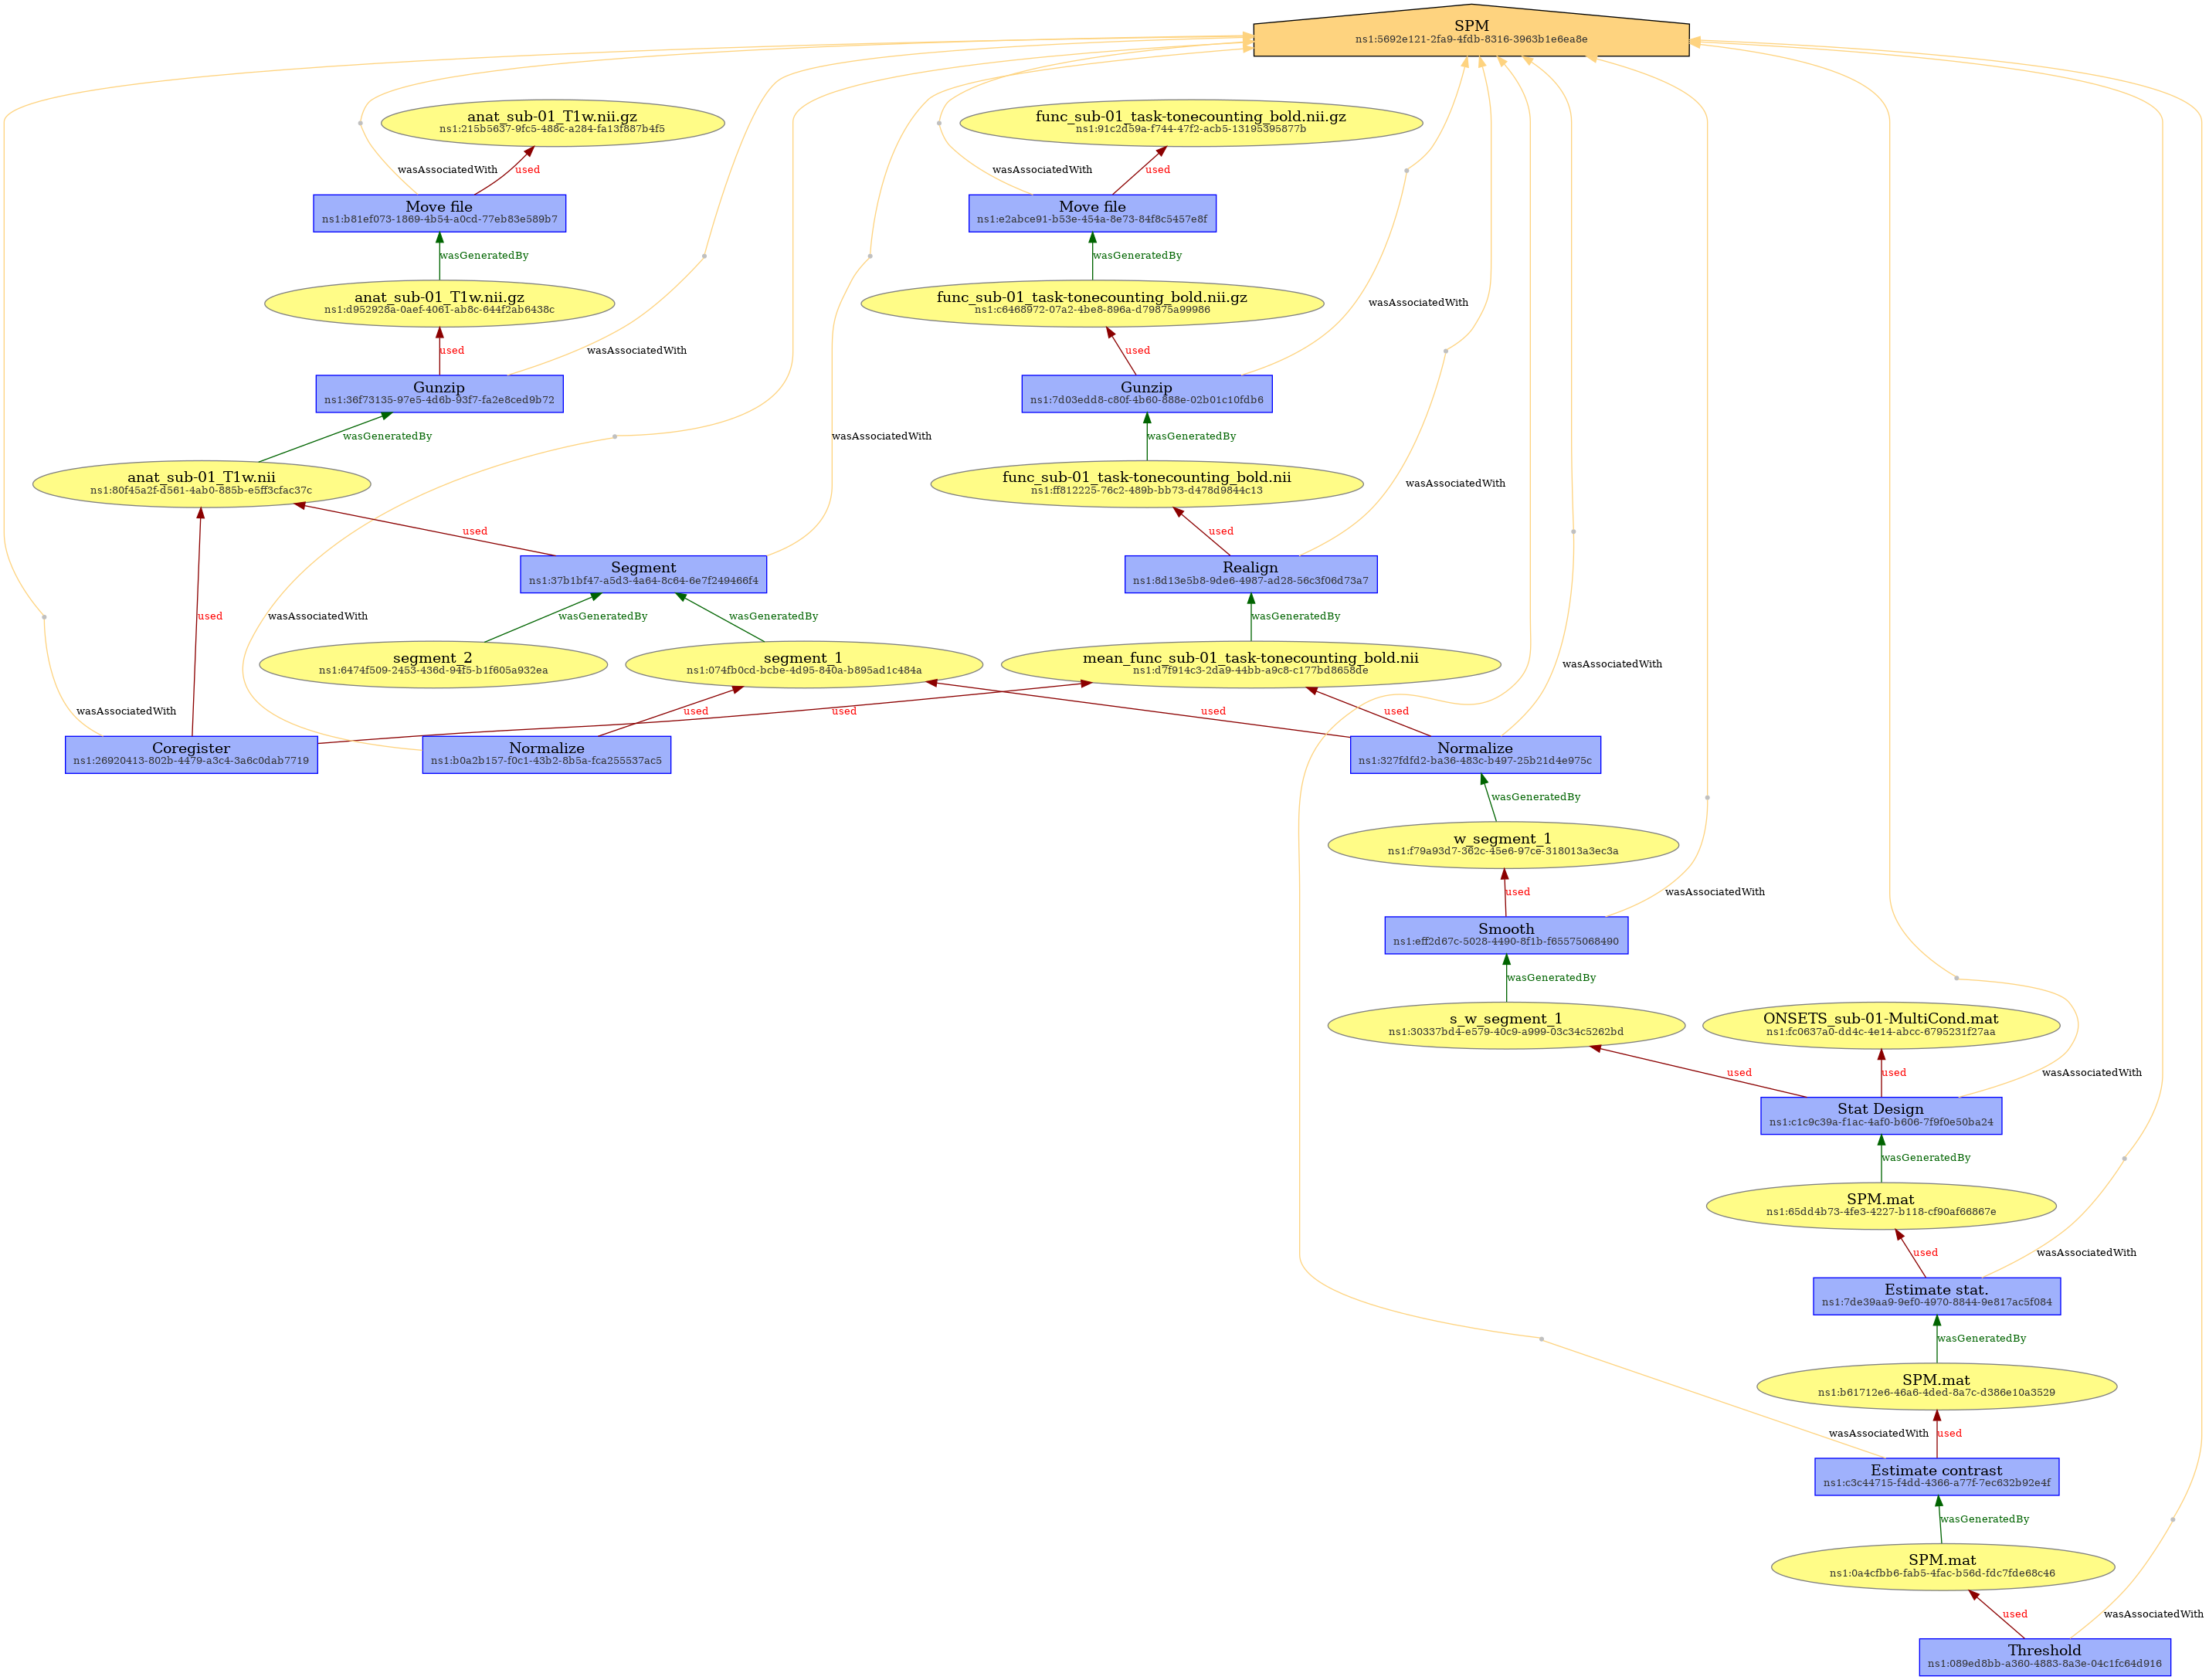 SPM
ns1:5692e121-2fa9-4fdb-8316-3963b1e6ea8e
anat_sub-01_T1w.nii.gz
ns1:215b5637-9fc5-488c-a284-fa13f887b4f5
func_sub-01_task-tonecounting_bold.nii.gz
ns1:91c2d59a-f744-47f2-acb5-13195395877b
wasAssociatedWith
used
wasAssociatedWith
used
Move file
ns1:b81ef073-1869-4b54-a0cd-77eb83e589b7
Move file
ns1:e2abce91-b53e-454a-8e73-84f8c5457e8f
wasGeneratedBy
wasGeneratedBy
anat_sub-01_T1w.nii.gz
ns1:d952928a-0aef-4061-ab8c-644f2ab6438c
func_sub-01_task-tonecounting_bold.nii.gz
ns1:c6468972-07a2-4be8-896a-d79875a99986
wasAssociatedWith
used
wasAssociatedWith
used
Gunzip
ns1:36f73135-97e5-4d6b-93f7-fa2e8ced9b72
Gunzip
ns1:7d03edd8-c80f-4b60-888e-02b01c10fdb6
wasGeneratedBy
wasAssociatedWith
wasGeneratedBy
anat_sub-01_T1w.nii
ns1:80f45a2f-d561-4ab0-885b-e5ff3cfac37c
func_sub-01_task-tonecounting_bold.nii
ns1:ff812225-76c2-489b-bb73-d478d9844c13
wasAssociatedWith
used
used
Segment
ns1:37b1bf47-a5d3-4a64-8c64-6e7f249466f4
Realign
ns1:8d13e5b8-9de6-4987-ad28-56c3f06d73a7
used
wasAssociatedWith
wasGeneratedBy
wasGeneratedBy
wasGeneratedBy
segment_2
ns1:6474f509-2453-436d-94f5-b1f605a932ea
segment_1
ns1:074fb0cd-bcbe-4d95-840a-b895ad1c484a
mean_func_sub-01_task-tonecounting_bold.nii
ns1:d7f914c3-2da9-44bb-a9c8-c177bd8658de
wasAssociatedWith
wasAssociatedWith
used
used
used
used
Coregister
ns1:26920413-802b-4479-a3c4-3a6c0dab7719
Normalize
ns1:b0a2b157-f0c1-43b2-8b5a-fca255537ac5
Normalize
ns1:327fdfd2-ba36-483c-b497-25b21d4e975c
wasGeneratedBy
w_segment_1
ns1:f79a93d7-362c-45e6-97ce-318013a3ec3a
used
wasAssociatedWith
Smooth
ns1:eff2d67c-5028-4490-8f1b-f65575068490
wasGeneratedBy
s_w_segment_1
ns1:30337bd4-e579-40c9-a999-03c34c5262bd
ONSETS_sub-01-MultiCond.mat
ns1:fc0637a0-dd4c-4e14-abcc-6795231f27aa
used
used
wasAssociatedWith
Stat Design
ns1:c1c9c39a-f1ac-4af0-b606-7f9f0e50ba24
wasGeneratedBy
SPM.mat
ns1:65dd4b73-4fe3-4227-b118-cf90af66867e
used
wasAssociatedWith
Estimate stat.
ns1:7de39aa9-9ef0-4970-8844-9e817ac5f084
wasGeneratedBy
SPM.mat
ns1:b61712e6-46a6-4ded-8a7c-d386e10a3529
wasAssociatedWith
used
Estimate contrast
ns1:c3c44715-f4dd-4366-a77f-7ec632b92e4f
wasGeneratedBy
SPM.mat
ns1:0a4cfbb6-fab5-4fac-b56d-fdc7fde68c46
used
wasAssociatedWith
Threshold
ns1:089ed8bb-a360-4883-8a3e-04c1fc64d916